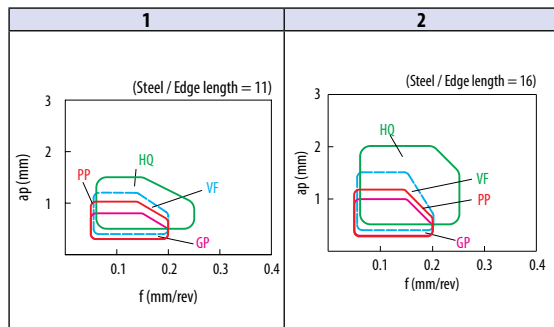 1
2
(Steel / Edge length = 11)
3
2
1
ap (mm)
PP
HQ
VF
GP
0.1 0.2 0.3 0.4
f (mm/rev)
(Steel / Edge length = 16)
3
2
1
ap (mm)
HQ
VF
PP
GP
0.1 0.2 0.3 0.4
f (mm/rev)